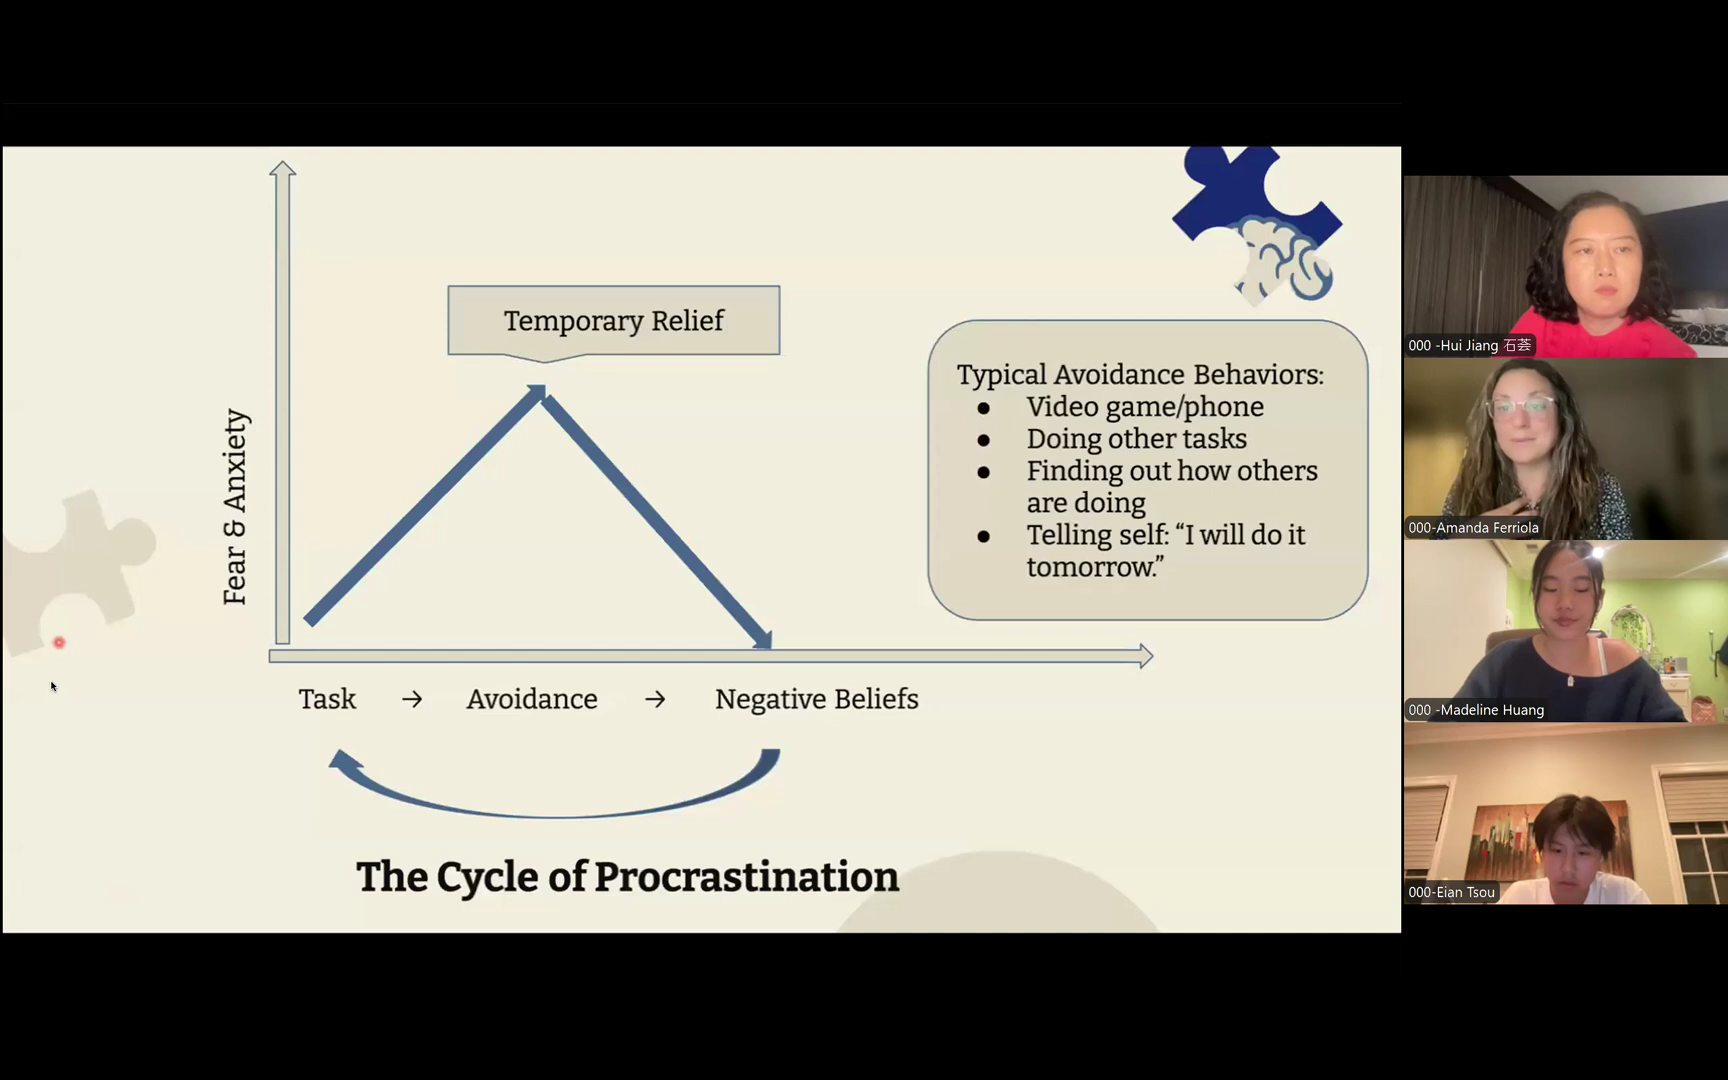 Temporary Relief
Fear & Anxiety
Typical Avoidance Behaviors:
● Video game/phone
● Doing other tasks
● Finding out how others
are doing
● Telling self: “I will do it
tomorrow.”
Task → Avoidance → Negative Beliefs
The Cycle of Procrastination
000 -Hui Jiang 石荟
000-Amanda Ferriola
000 -Madeline Huang
000-Eian Tsou